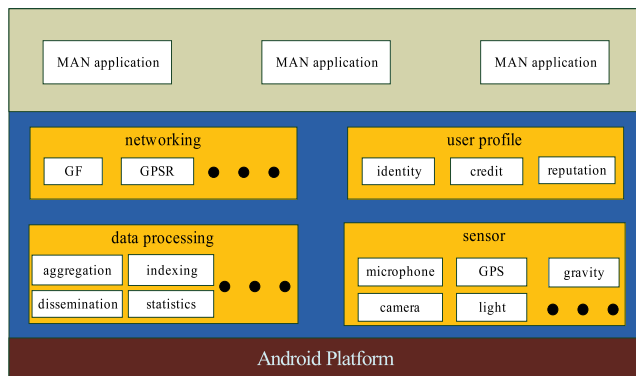 MAN application MAN application MAN application
networking
GF GPSR
user profile
identity credit reputation
data processing
aggregation indexing
dissemination statistics
sensor
microphone GPS gravity
camera light
Android Platform